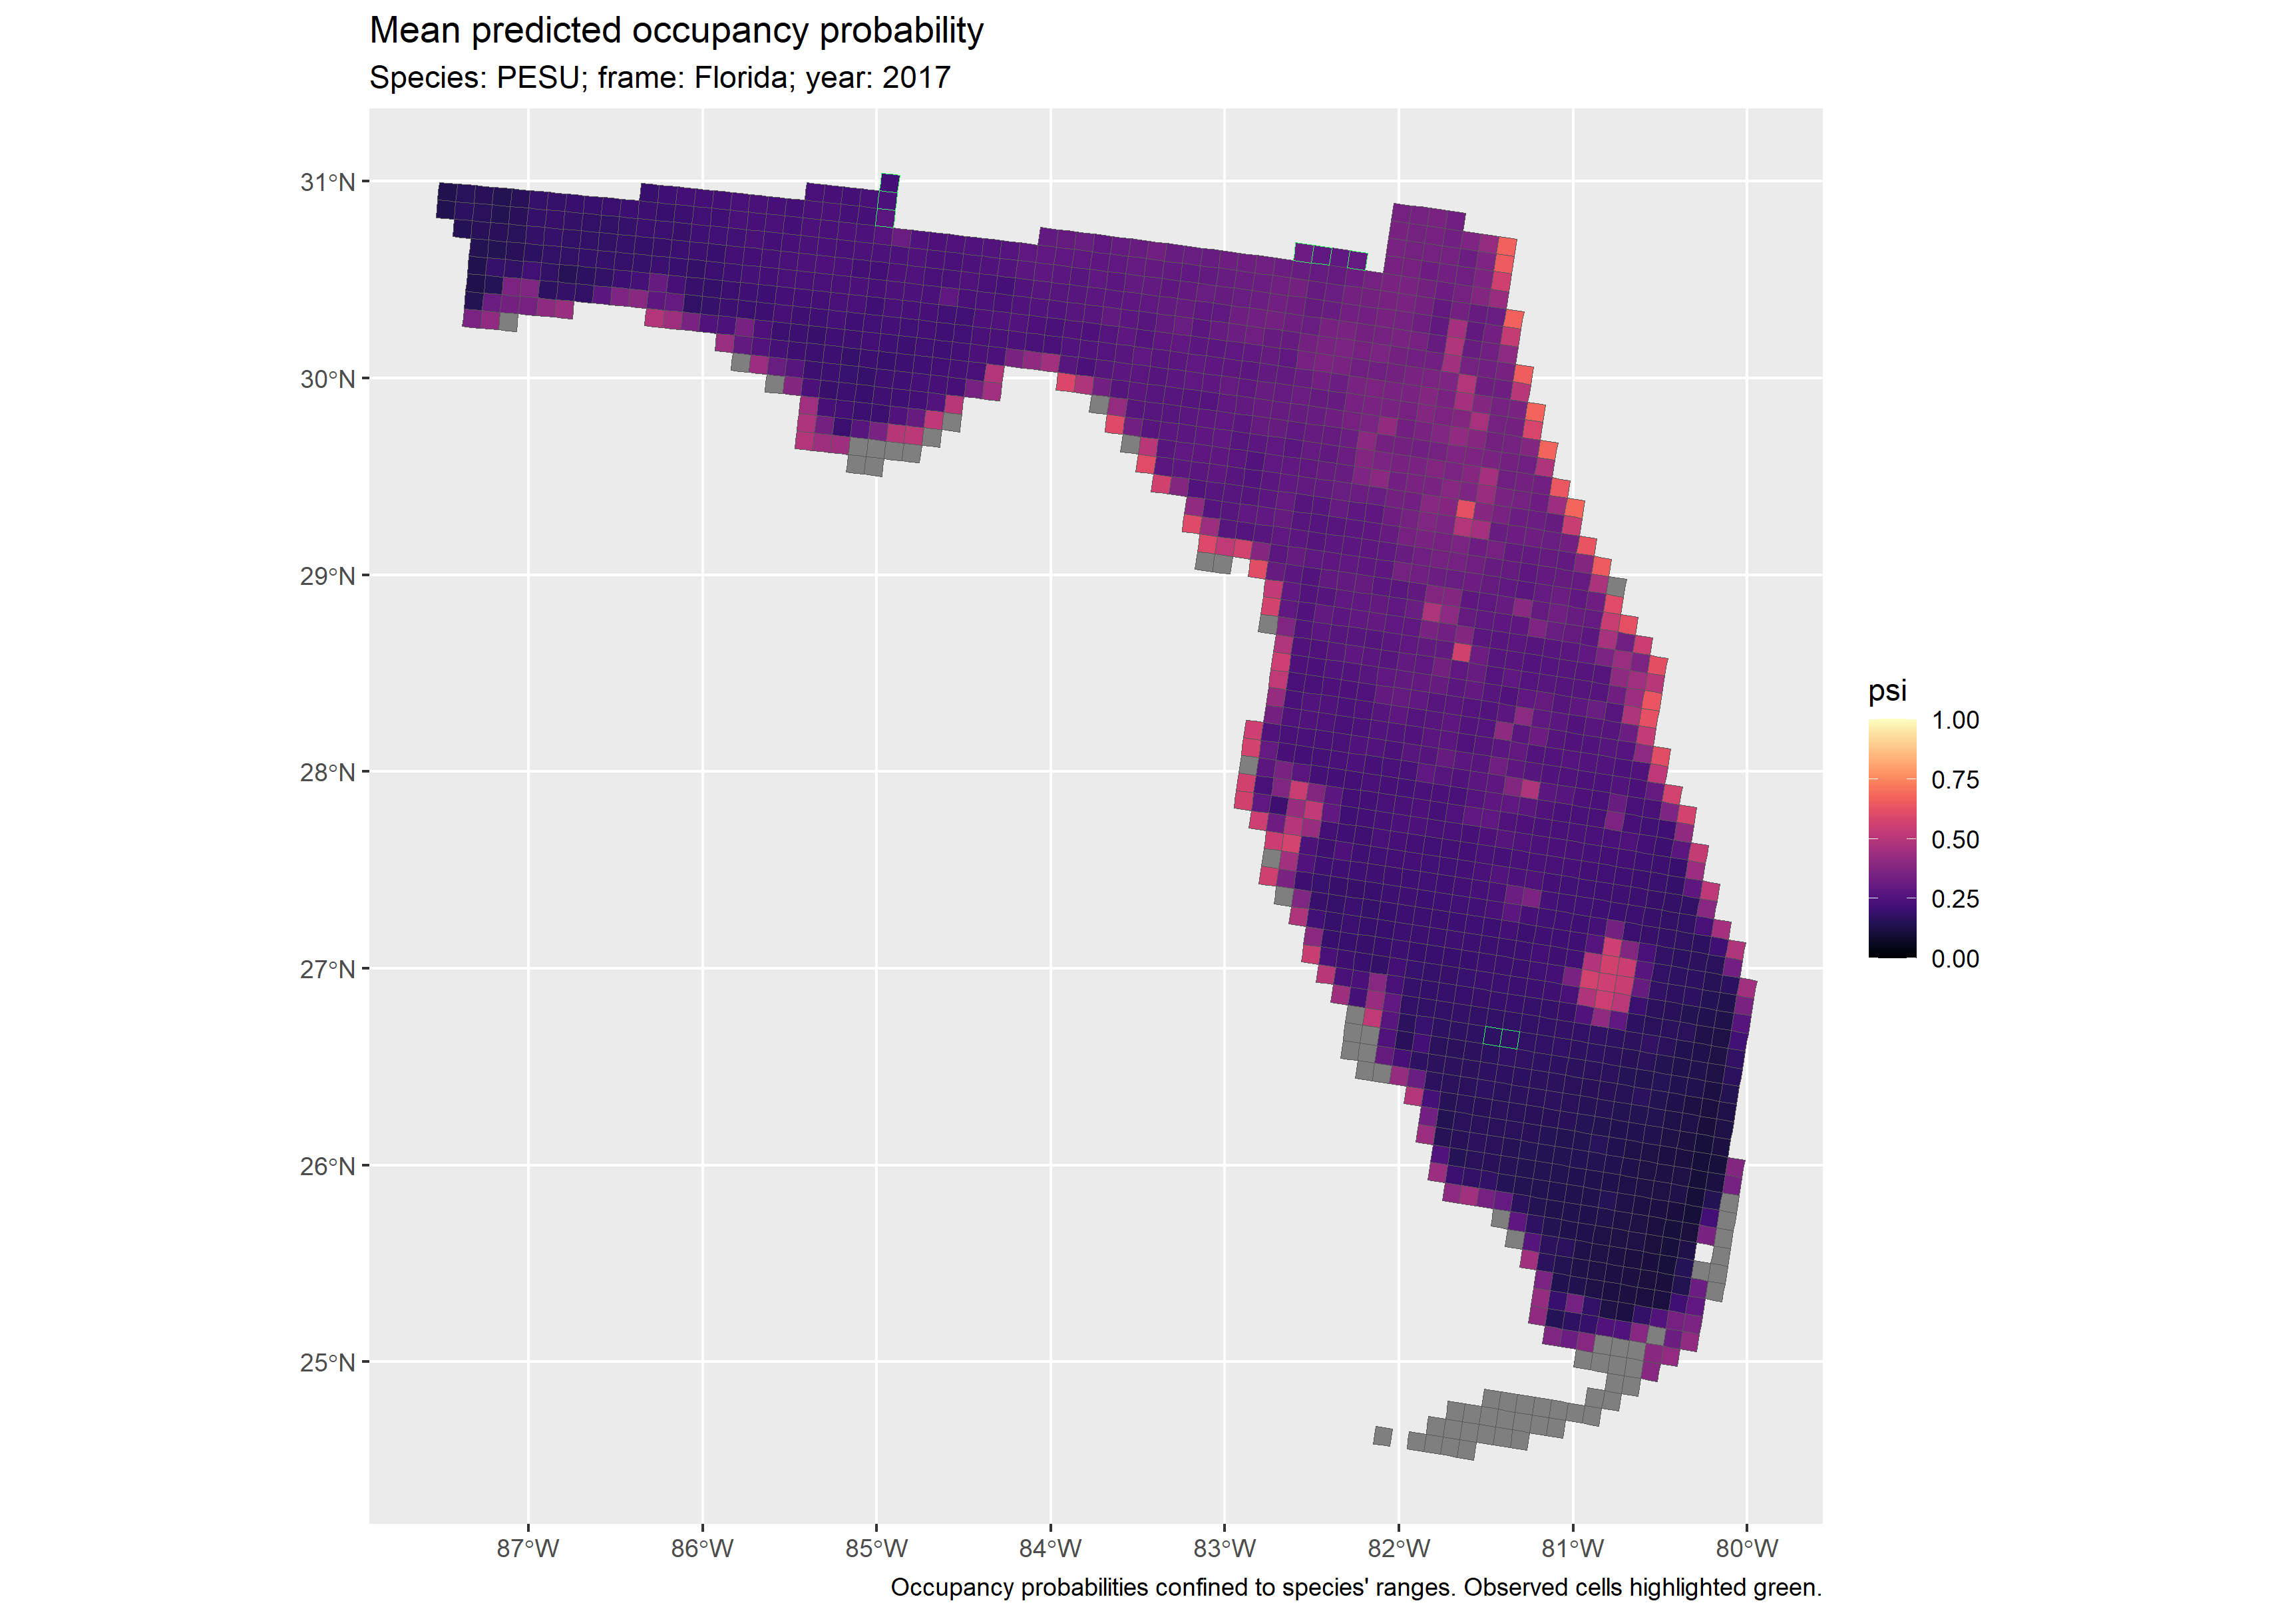 Mean predicted occupancy probability
Species: PESU; frame: Florida; year: 2017
31°N
30°N
29°N
28°N
27°N
26°N
25°N
87°W 86°W 85°W 84°W 83°W 82°W 81°W 80°W
psi
1.00
0.75
0.50
0.25
0.00
Occupancy probabilities confined to species' ranges. Observed cells highlighted green.